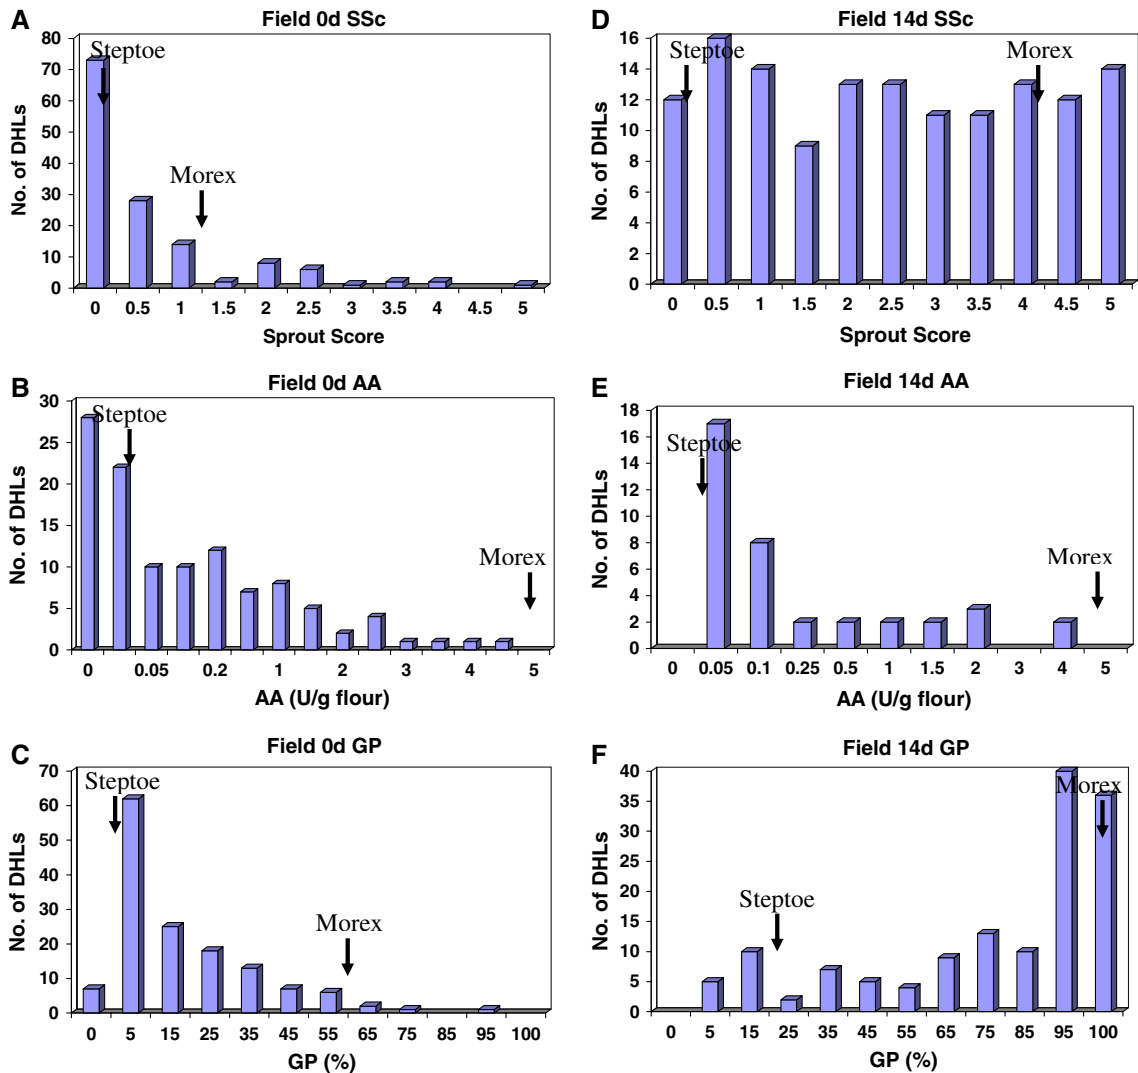 A
Field 0d SSc
No. of DHLs
80
70
60
50
40
30
20
10
0
Steptoe
Morex
0 0.5 1 1.5 2 2.5 3 3.5 4 4.5 5
Sprout Score
B
Field 0d AA
No. of DHLs
30
25
20
15
10
5
0
Steptoe
Morex
0 0.05 0.2 1 2 3 4 5
AA (U/g flour)
C
Field 0d GP
No. of DHLs
70
60
50
40
30
20
10
0
Steptoe
Morex
0 5 15 25 35 45 55 65 75 85 95 100
GP (%)
D
Field 14d SSc
No. of DHLs
16
14
12
10
8
6
4
2
0
Steptoe
Morex
0 0.5 1 1.5 2 2.5 3 3.5 4 4.5 5
Sprout Score
E
Field 14d AA
No. of DHLs
18
16
14
12
10
8
6
4
2
0
Steptoe
Morex
0 0.05 0.1 0.25 0.5 1 1.5 2 3 4 5
AA (U/g flour)
F
Field 14d GP
No. of DHLs
40
35
30
25
20
15
10
5
0
Steptoe
Morex
0 5 15 25 35 45 55 65 75 85 95 100
GP (%)